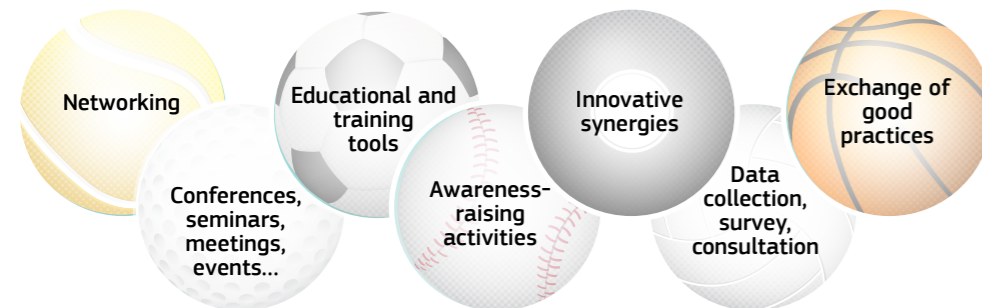 Networking
Conferences,
seminars,
meetings,
events...
Educational and
training
tools
Awareness-
raising
activities
Innovative
synergies
Data
collection,
survey,
consultation
Exchange of
good
practices